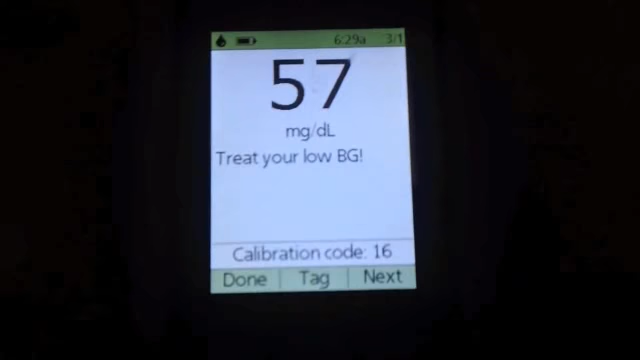 6:29a 3/1
57
mg/dL
Treat your low BG!
Calibration code: 16
Done Tag Next